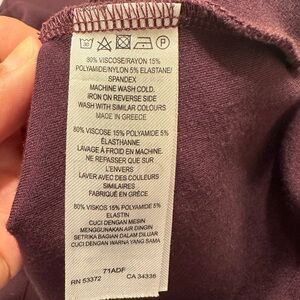 80% VISCOSE/RAYON 15%
POLYAMIDE/NYLON 5% ELASTANE/
SPANDEX
MACHINE WASH COLD.
IRON ON REVERSE SIDE
WASH WITH SIMILAR COLOURS
MADE IN GREECE
80% VISCOSE 15% POLYAMIDE 5%
ÉLASTHANNE
LAVAGE À FROID EN MACHINE.
NE REPASSER QUE SUR
L'ENVERS
LAVER AVEC DES COULEURS
SIMILAIRES
FABRIQUÉ EN GRÈCE
80% VISKOS 15% POLYAMIDE 5%
ELASTIN
CUCI DENGAN MESIN
MENGGUNAKAN AIR DINGIN
SETRIKA BAGIAN DALAM DILUAR
CUCI DENGAN WARNA YANG SAMA
71ADF
RN 53372 CA 34336